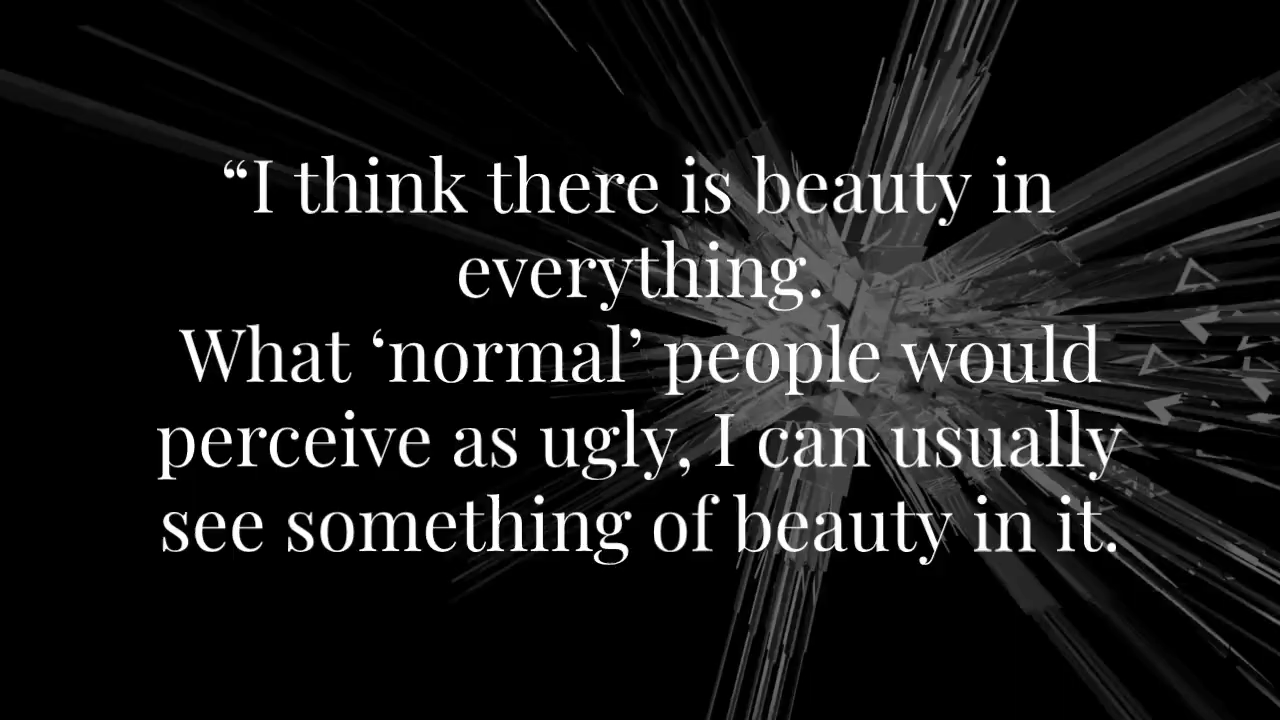 “I think there is beauty in
everything.
What ‘normal’ people would
perceive as ugly, I can usually
see something of beauty in it.